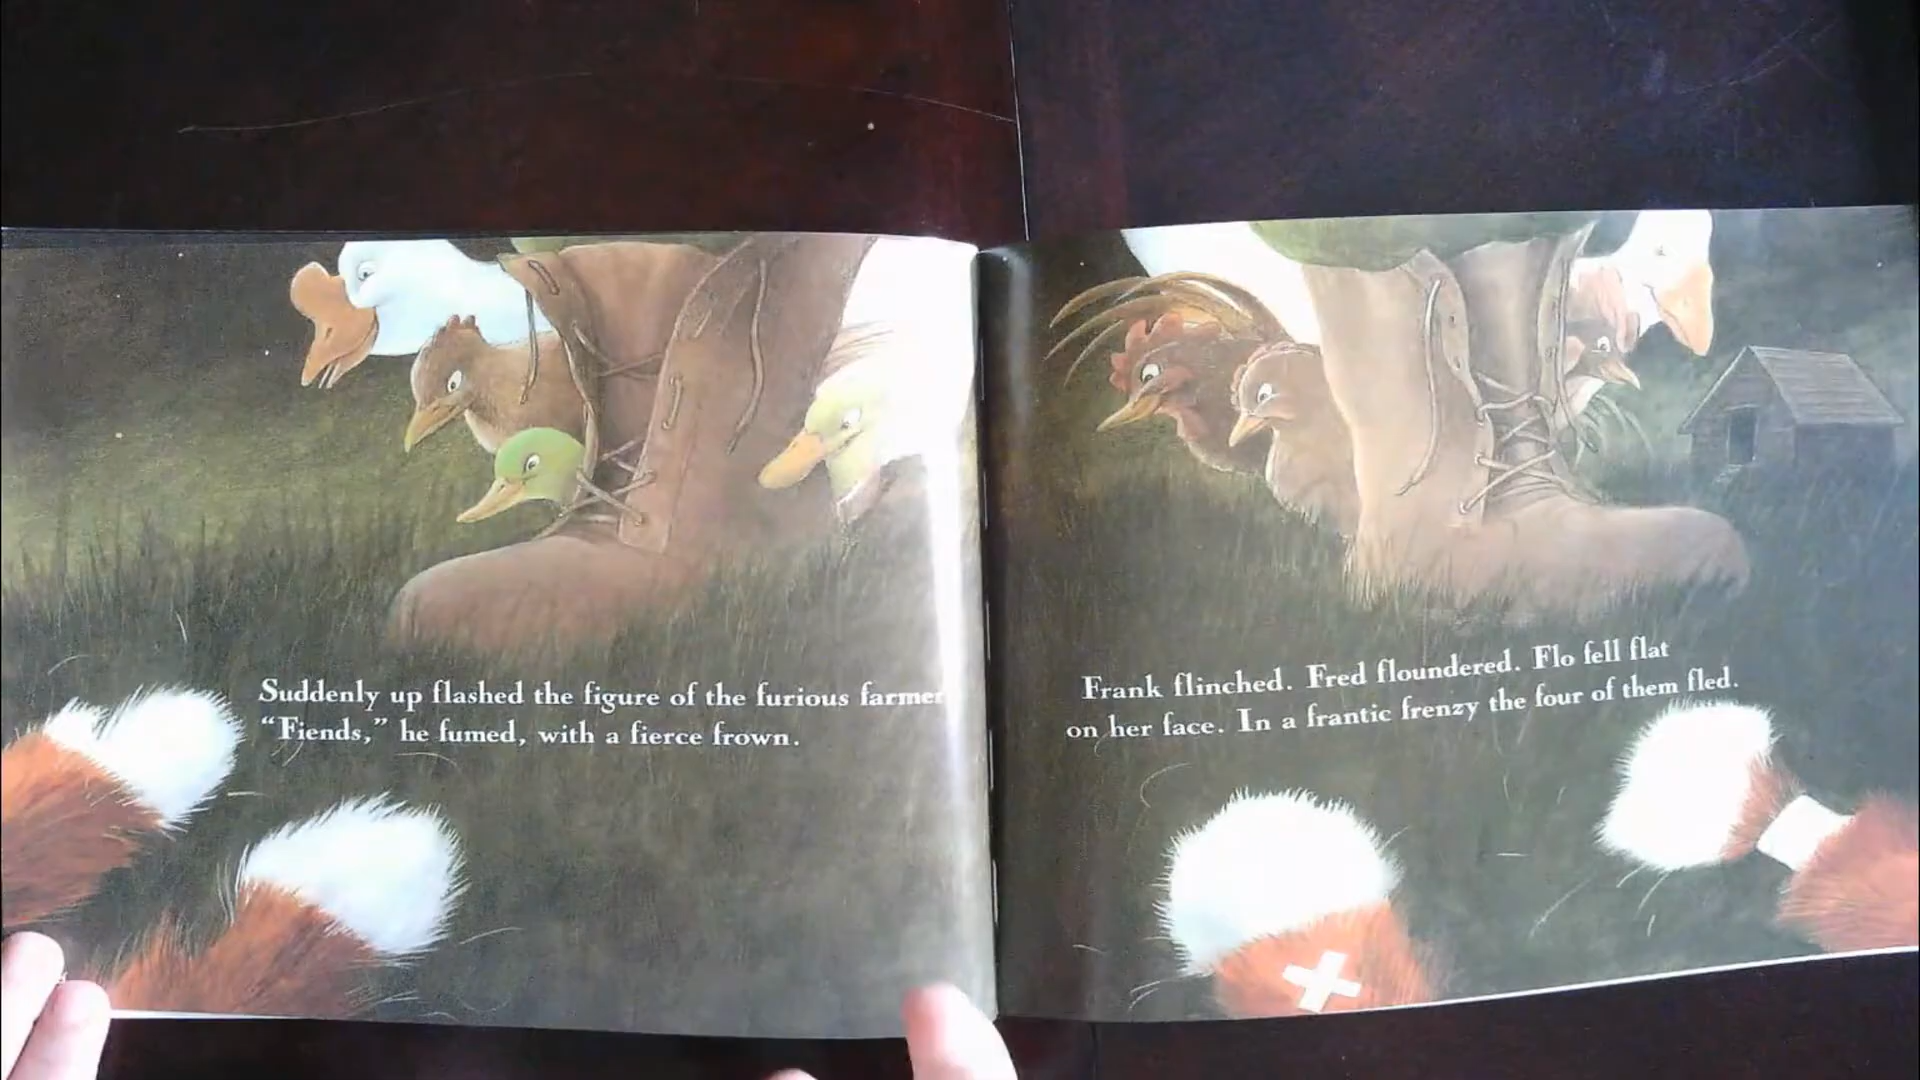 Suddenly up flashed the figure of the furious farmer
“Fiends,” he fumed, with a fierce frown.
Frank flinched. Fred floundered. Flo fell flat
on her face. In a frantic frenzy the four of them fled.